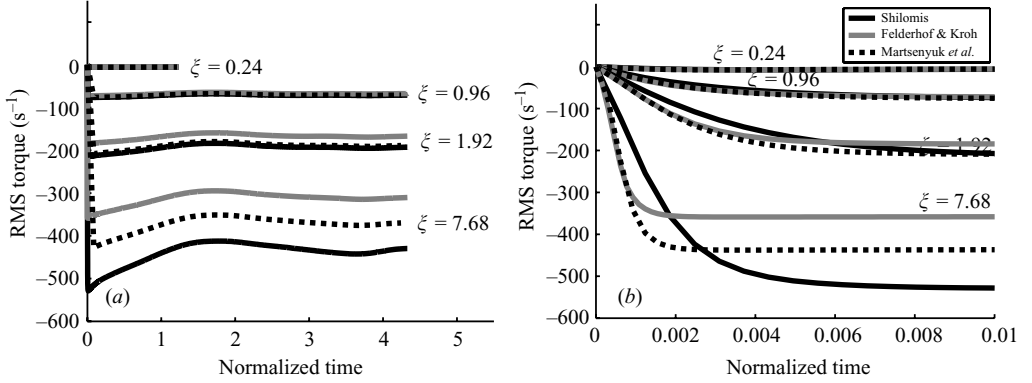 0
–100
–200
–300
–400
–500
–600
RMS torque (s⁻¹)
ξ = 0.24
ξ = 0.96
ξ = 1.92
ξ = 7.68
(a)
0
1
2
3
4
5
Normalized time
Shilomis
Felderhof & Kroh
Martsenyuk et al.
0
–100
–200
–300
–400
–500
–600
RMS torque (s⁻¹)
ξ = 0.24
ξ = 0.96
ξ = 1.92
ξ = 7.68
(b)
0
0.002
0.004
0.006
0.008
0.01
Normalized time